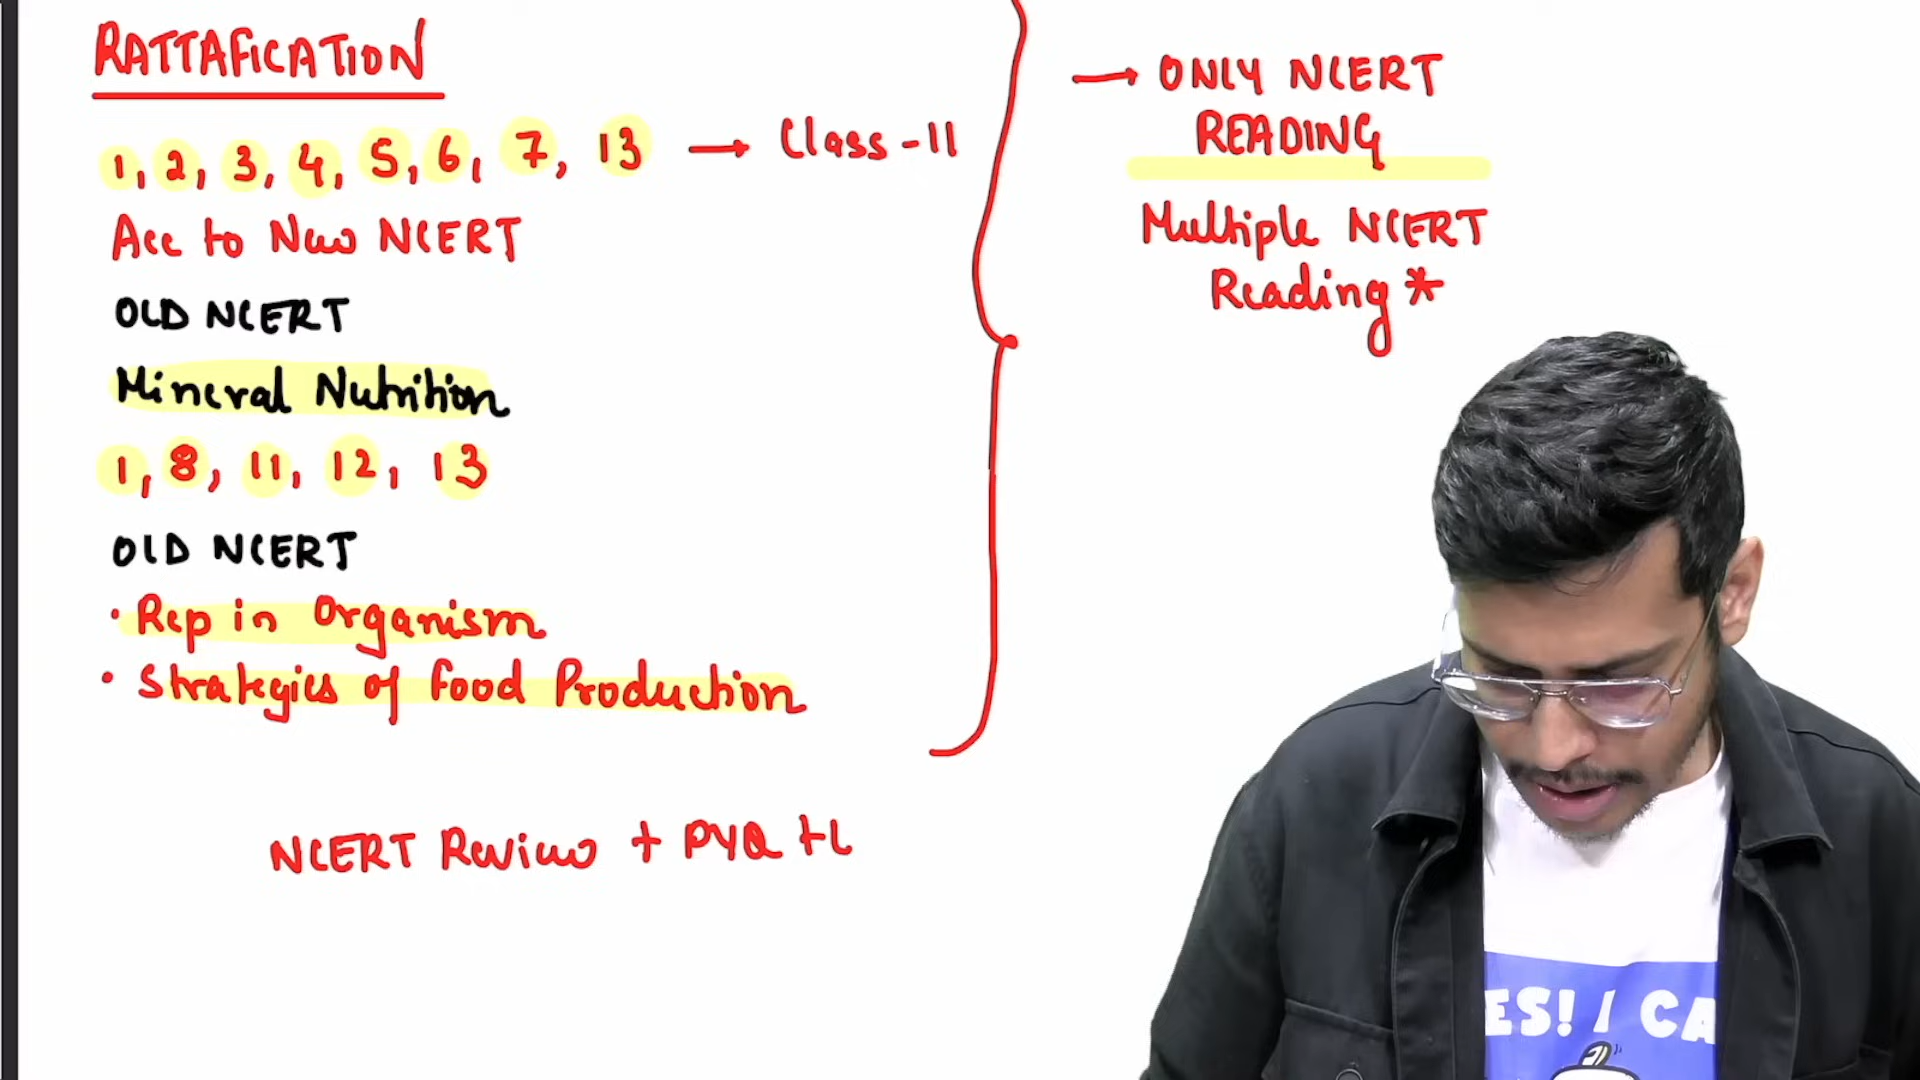 RATTAFICATION
1, 2, 3, 4, 5, 6, 7, 13 → Class-11
Acc to New NCERT
OLD NCERT
Mineral Nutrition
1, 8, 11, 12, 13
OLD NCERT
• Rep in Organism
• Strategies of Food Production
→ ONLY NCERT
READING
Multiple NCERT
Reading *
NCERT Review + PYQ +
ES! I CA